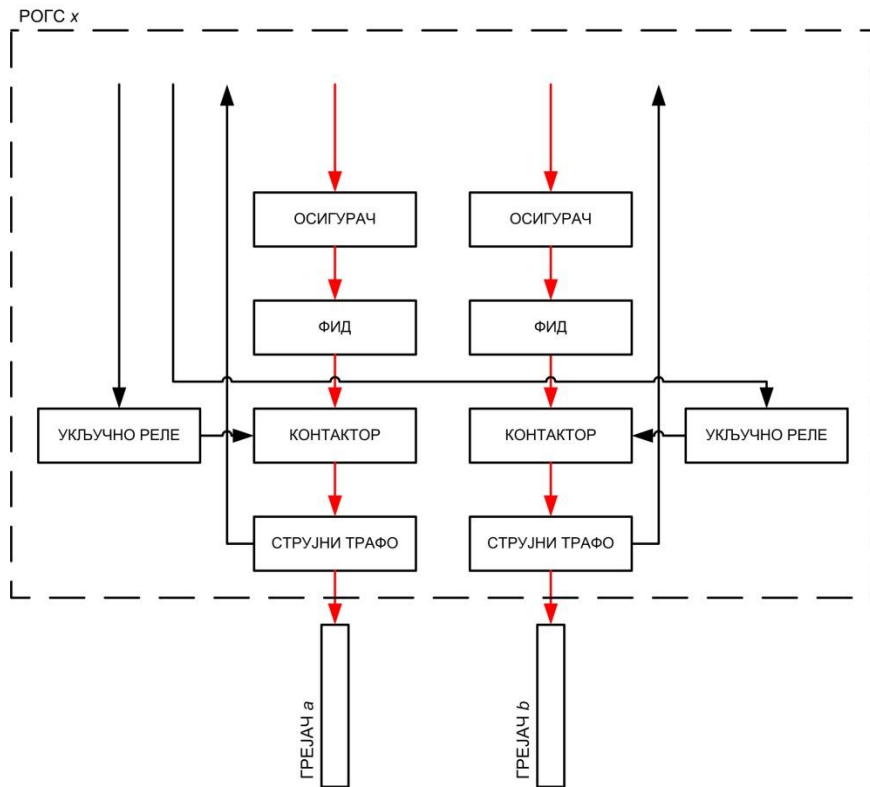 РОГС x
ОСИГУРАЧ
ОСИГУРАЧ
ФИД
ФИД
УКЉУЧНО РЕЛЕ
КОНТАКТОР
КОНТАКТОР
УКЉУЧНО РЕЛЕ
СТРУЈНИ ТРАФО
СТРУЈНИ ТРАФО
ГРЕЈАЧ a
ГРЕЈАЧ b